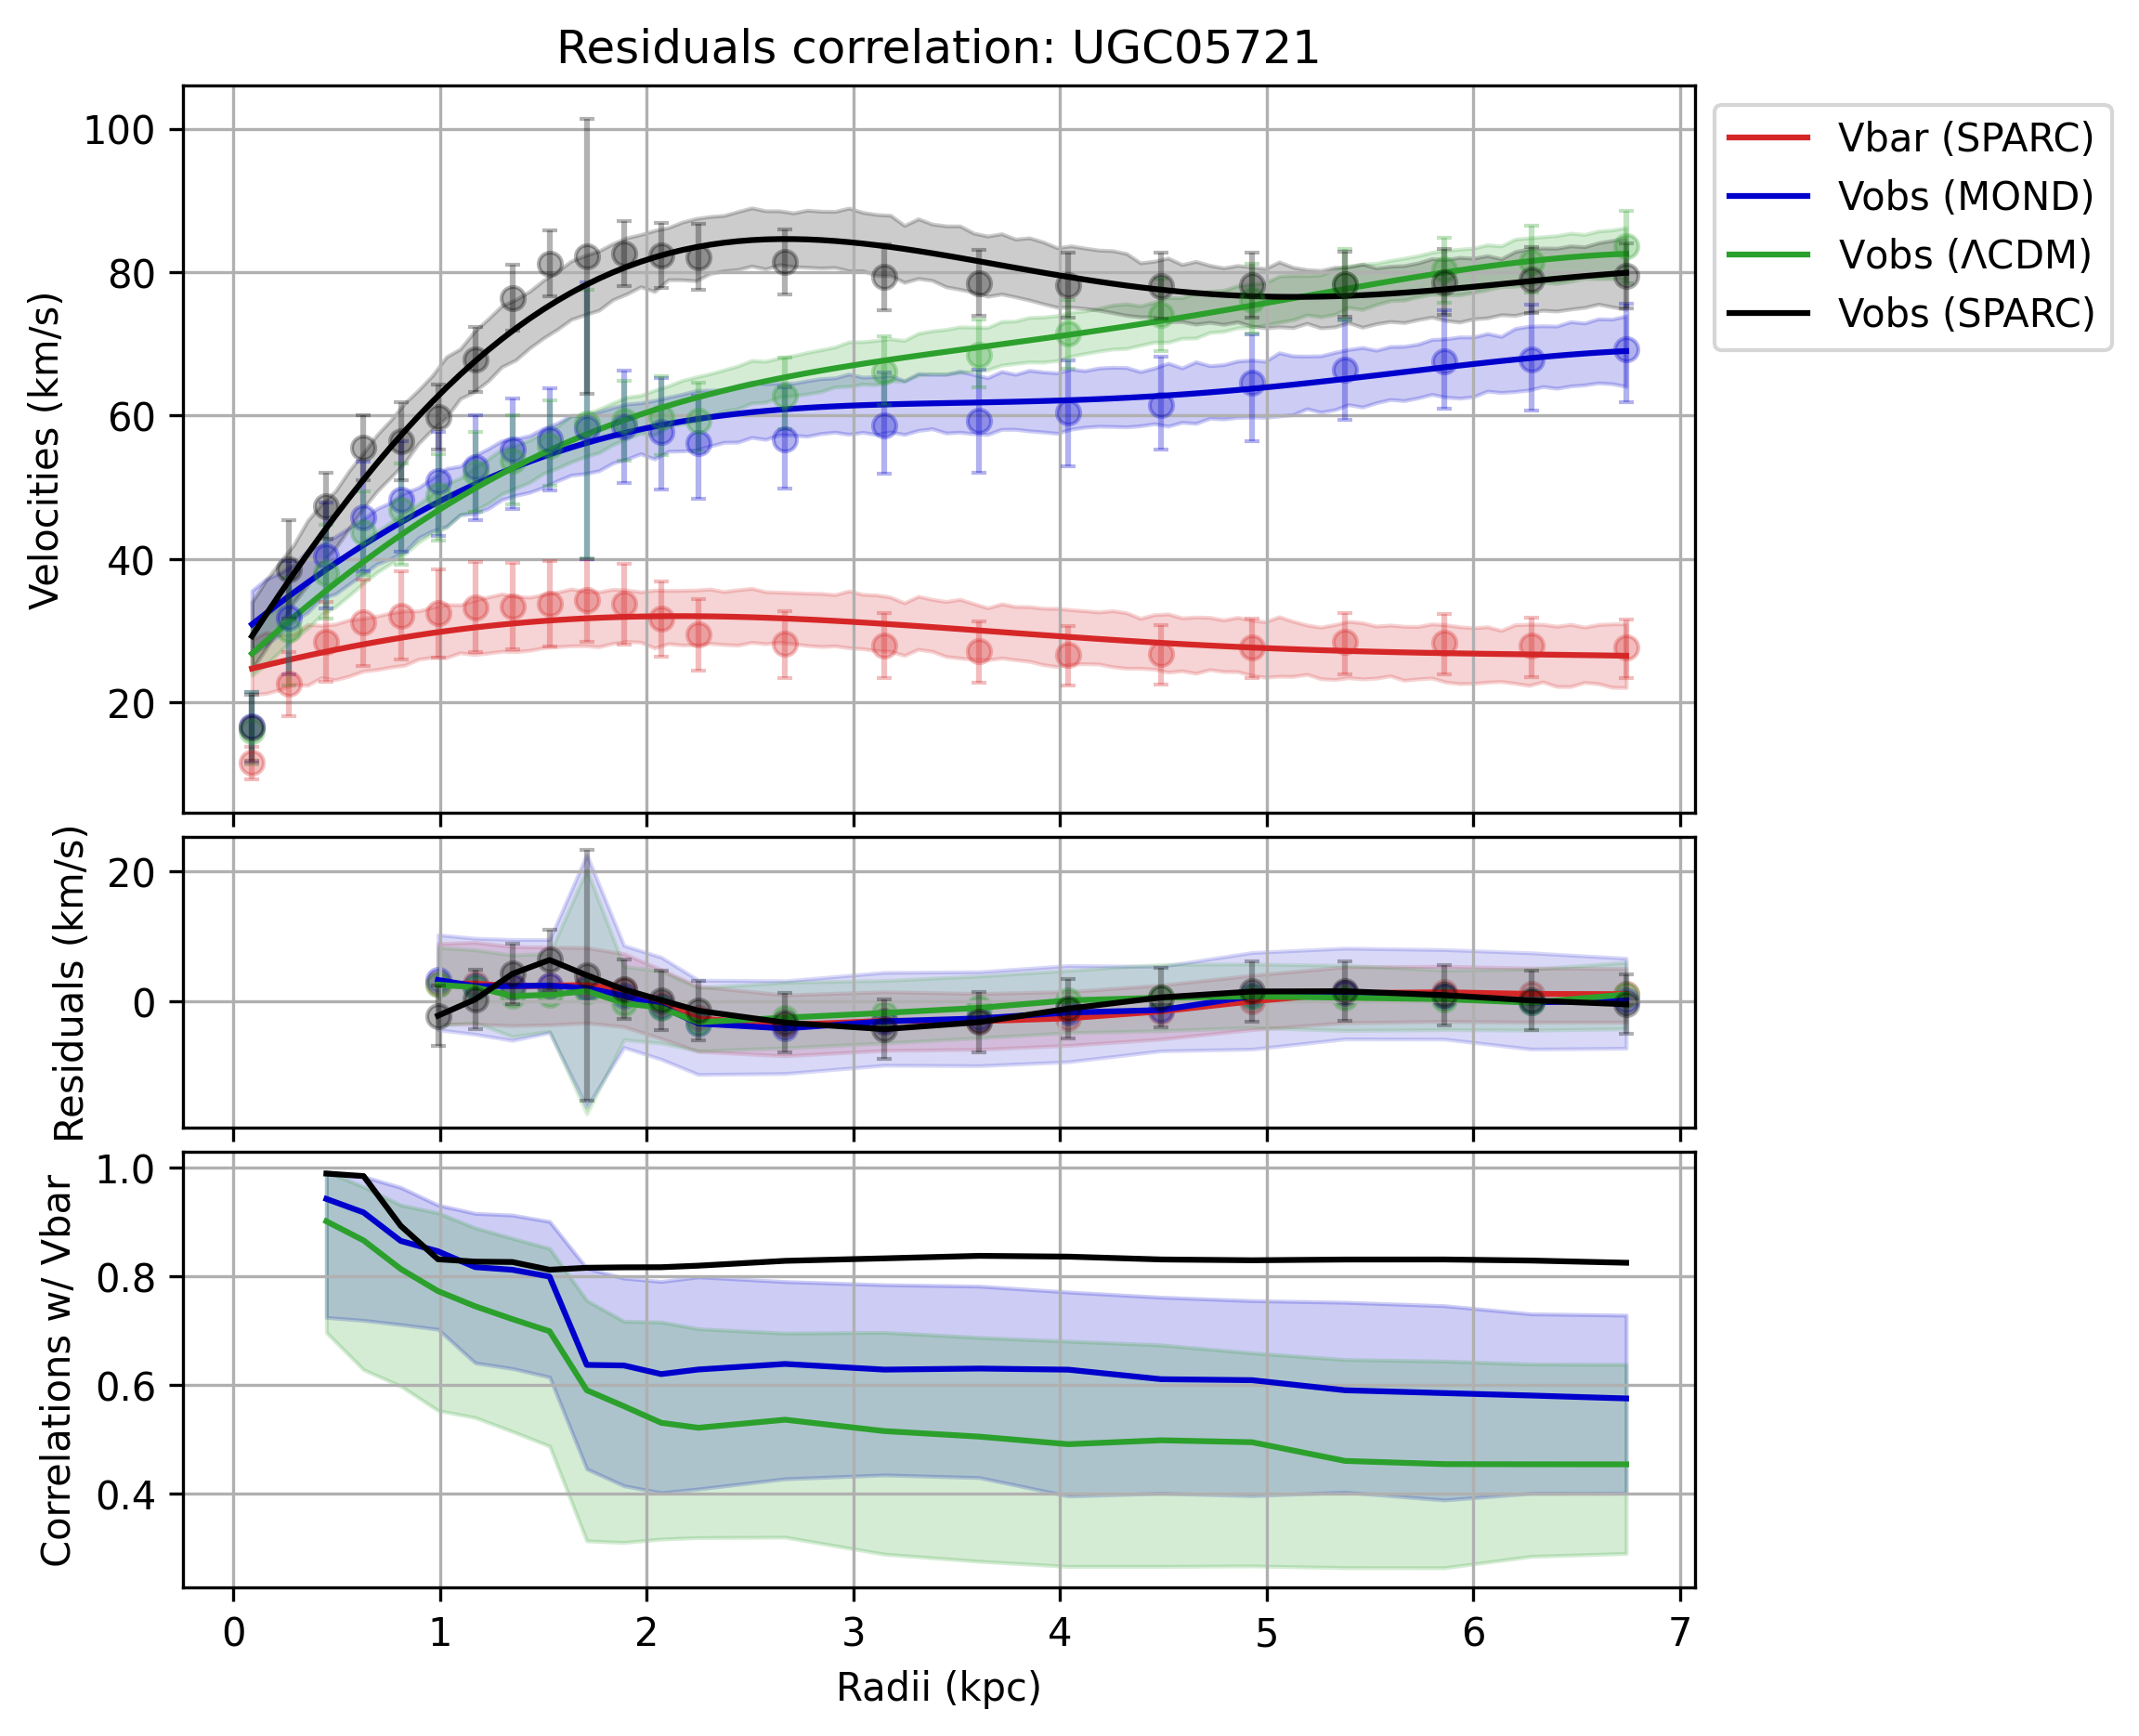 Residuals correlation: UGC05721
Velocities (km/s)
100
80
60
40
20
Vbar (SPARC)
Vobs (MOND)
Vobs (ΛCDM)
Vobs (SPARC)
Residuals (km/s)
20
0
Correlations w/ Vbar
1.0
0.8
0.6
0.4
0 1 2 3 4 5 6 7
Radii (kpc)